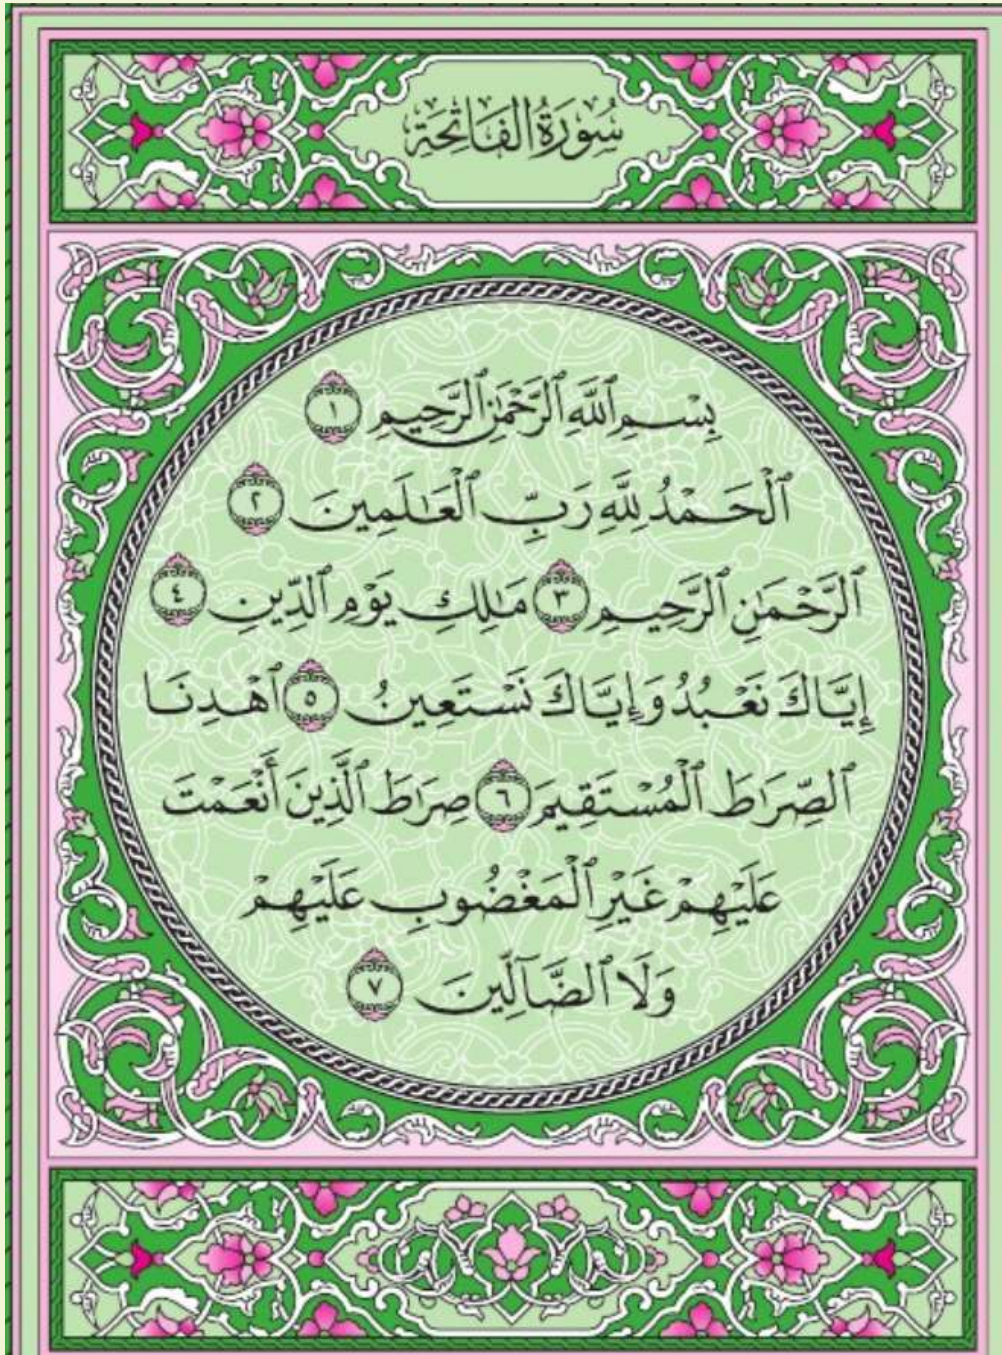 سُورَةُ الفَاتِحَةِ
بِسْمِ ٱللَّهِ ٱلرَّحْمَٰنِ ٱلرَّحِيمِ ١
ٱلْحَمْدُ لِلَّهِ رَبِّ ٱلْعَٰلَمِينَ ٢
ٱلرَّحْمَٰنِ ٱلرَّحِيمِ ٣ مَٰلِكِ يَوْمِ ٱلدِّينِ ٤
إِيَّاكَ نَعْبُدُ وَإِيَّاكَ نَسْتَعِينُ ٥ ٱهْدِنَا
ٱلصِّرَٰطَ ٱلْمُسْتَقِيمَ ٦ صِرَٰطَ ٱلَّذِينَ أَنْعَمْتَ
عَلَيْهِمْ غَيْرِ ٱلْمَغْضُوبِ عَلَيْهِمْ
وَلَا ٱلضَّآلِّينَ ٧